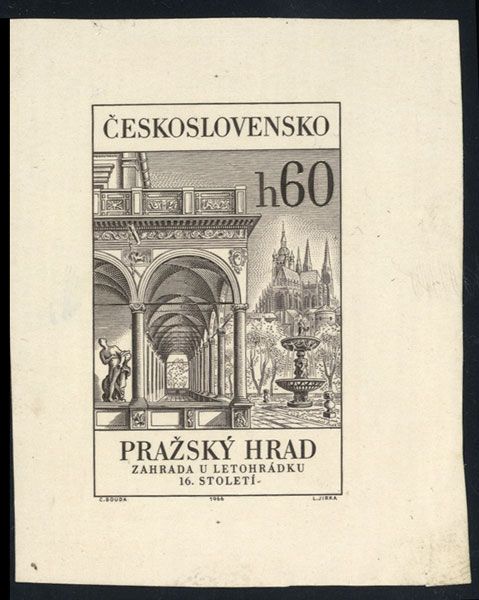 ČESKOSLOVENSKO
h60
PRAŽSKÝ HRAD
ZAHRADA U LETOHRÁDKU
16. STOLETÍ
C. BOUDA 1966 L. JIRKA